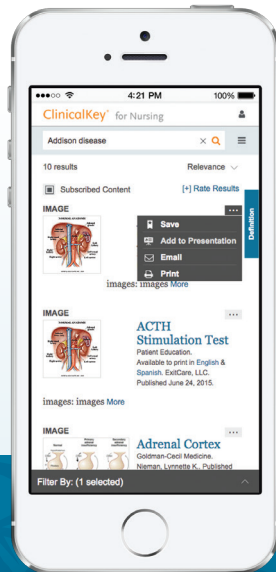 4:21 PM 100%
ClinicalKey® for Nursing
Addison disease
10 results Relevance
Subscribed Content [+] Rate Results
Definition
IMAGE
Save
Add to Presentation
Email
Print
images: images More
IMAGE
ACTH
Stimulation Test
Patient Education.
Available to print in English &
Spanish. ExitCare, LLC.
Published June 24, 2015.
images: images More
IMAGE
Adrenal Cortex
Goldman-Cecil Medicine.
Nieman, Lynnette K.. Published
Filter By: (1 selected)